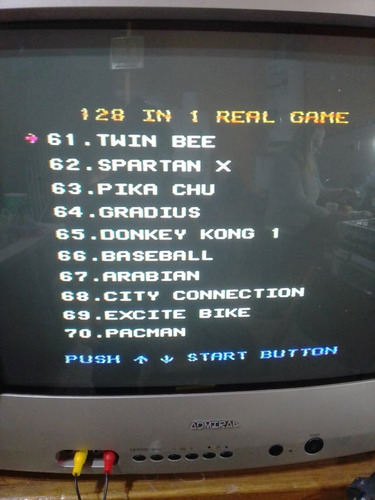 128 IN 1 REAL GAME
61.TWIN BEE
62.SPARTAN X
63.PIKA CHU
64.GRADIUS
65.DONKEY KONG 1
66.BASEBALL
67.ARABIAN
68.CITY CONNECTION
69.EXCITE BIKE
70.PACMAN
PUSH ↑ ↓ START BUTTON
ADMIRAL